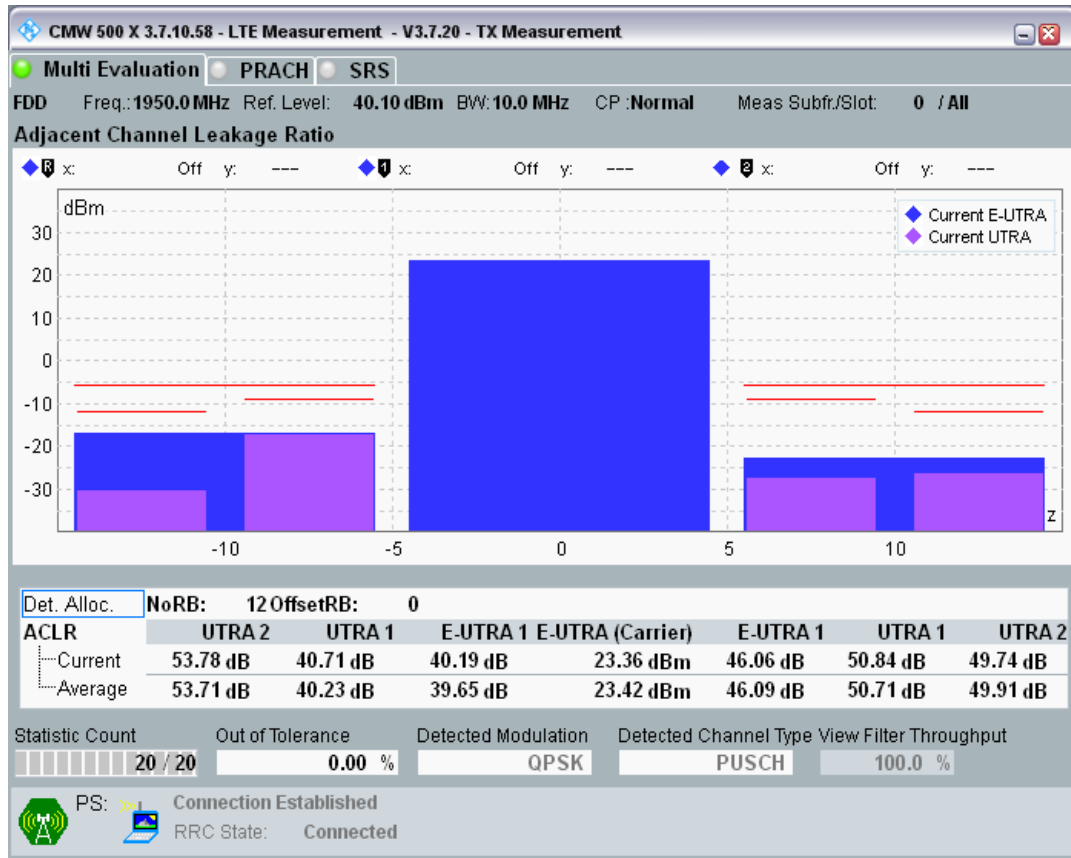 CMW 500 X 3.7.10.58 - LTE Measurement - V3.7.20 - TX Measurement
Multi Evaluation PRACH SRS
FDD Freq.:1950.0 MHz Ref. Level: 40.10 dBm BW:10.0 MHz CP :Normal Meas Subfr./Slot: 0 / All
Adjacent Channel Leakage Ratio
R x: Off y: --- 1 x: Off y: --- 2 x: Off y: ---
dBm
Current E-UTRA
Current UTRA
30
20
10
0
-10
-20
-30
z
-10 -5 0 5 10
Det. Alloc. NoRB: 12 OffsetRB: 0
ACLR UTRA 2 UTRA 1 E-UTRA 1 E-UTRA (Carrier) E-UTRA 1 UTRA 1 UTRA 2
Current 53.78 dB 40.71 dB 40.19 dB 23.36 dBm 46.06 dB 50.84 dB 49.74 dB
Average 53.71 dB 40.23 dB 39.65 dB 23.42 dBm 46.09 dB 50.71 dB 49.91 dB
Statistic Count Out of Tolerance Detected Modulation Detected Channel Type View Filter Throughput
20 / 20 0.00 % QPSK PUSCH 100.0 %
PS: Connection Established
RRC State: Connected